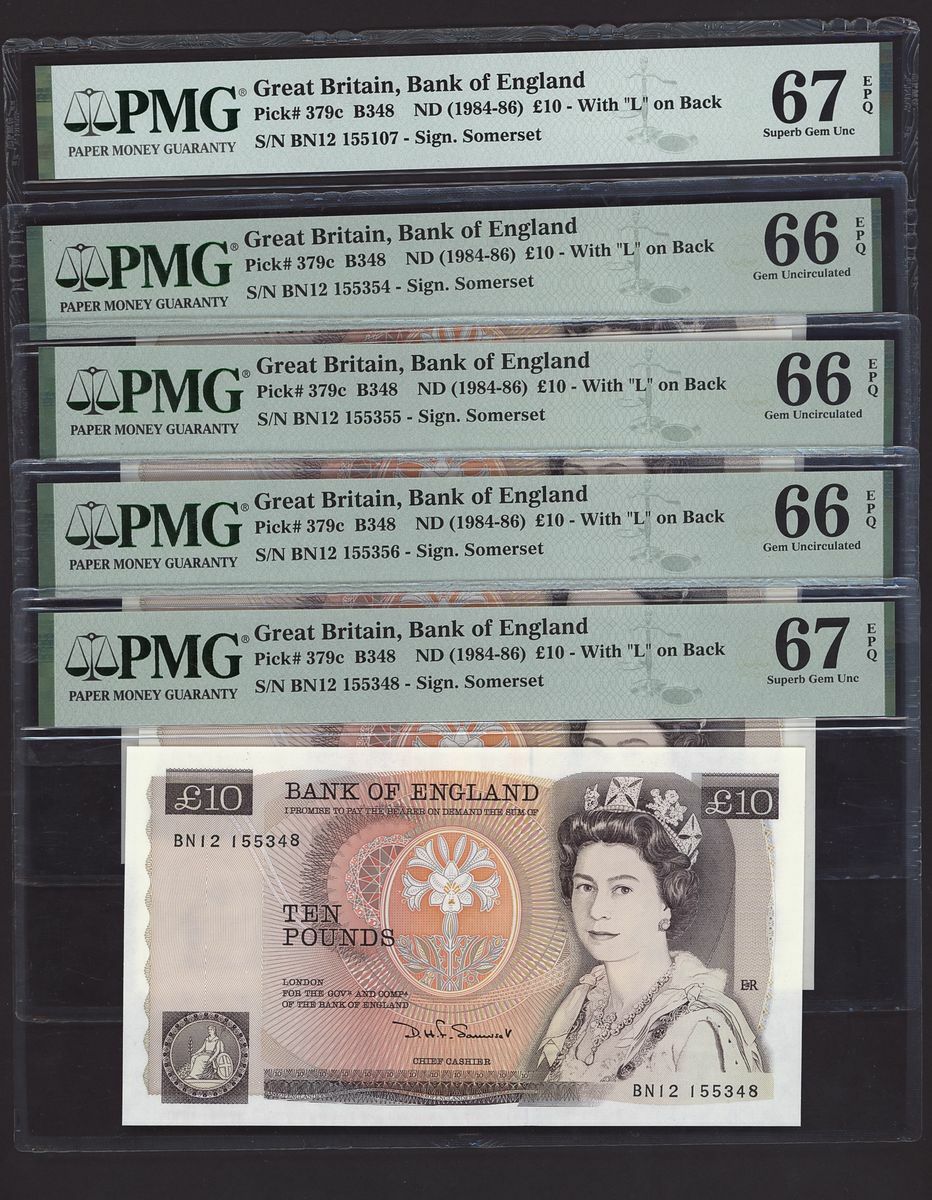 PMG®
PAPER MONEY GUARANTY
Great Britain, Bank of England
Pick# 379c B348 ND (1984-86) £10 - With "L" on Back
S/N BN12 155107 - Sign. Somerset
67
EPQ
Superb Gem Unc
PMG®
PAPER MONEY GUARANTY
Great Britain, Bank of England
Pick# 379c B348 ND (1984-86) £10 - With "L" on Back
S/N BN12 155354 - Sign. Somerset
66
EPQ
Gem Uncirculated
PMG®
PAPER MONEY GUARANTY
Great Britain, Bank of England
Pick# 379c B348 ND (1984-86) £10 - With "L" on Back
S/N BN12 155355 - Sign. Somerset
66
EPQ
Gem Uncirculated
PMG®
PAPER MONEY GUARANTY
Great Britain, Bank of England
Pick# 379c B348 ND (1984-86) £10 - With "L" on Back
S/N BN12 155356 - Sign. Somerset
66
EPQ
Gem Uncirculated
PMG®
PAPER MONEY GUARANTY
Great Britain, Bank of England
Pick# 379c B348 ND (1984-86) £10 - With "L" on Back
S/N BN12 155348 - Sign. Somerset
67
EPQ
Superb Gem Unc
£10
BANK OF ENGLAND
£10
I PROMISE TO PAY THE BEARER ON DEMAND THE SUM OF
BN12 155348
TEN
POUNDS
LONDON
FOR THE GOVR AND COMPA
OF THE BANK OF ENGLAND
EIIR
D.H.F. Somerset
CHIEF CASHIER
BN12 155348